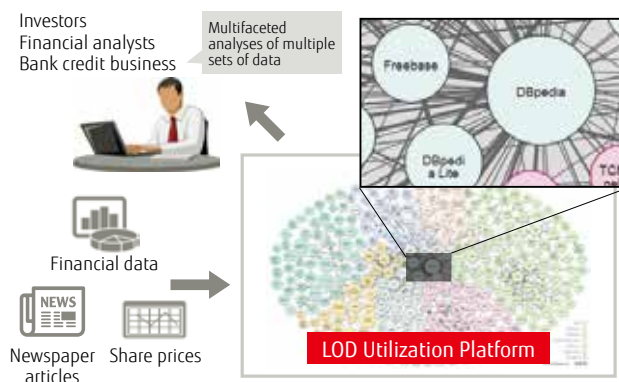 Investors
Financial analysts
Bank credit business
Multifaceted
analyses of multiple
sets of data
Freebase
DBpedia
DBpedi
a Lite
TC
Financial data
NEWS
Newspaper
articles
Share prices
LOD Utilization Platform